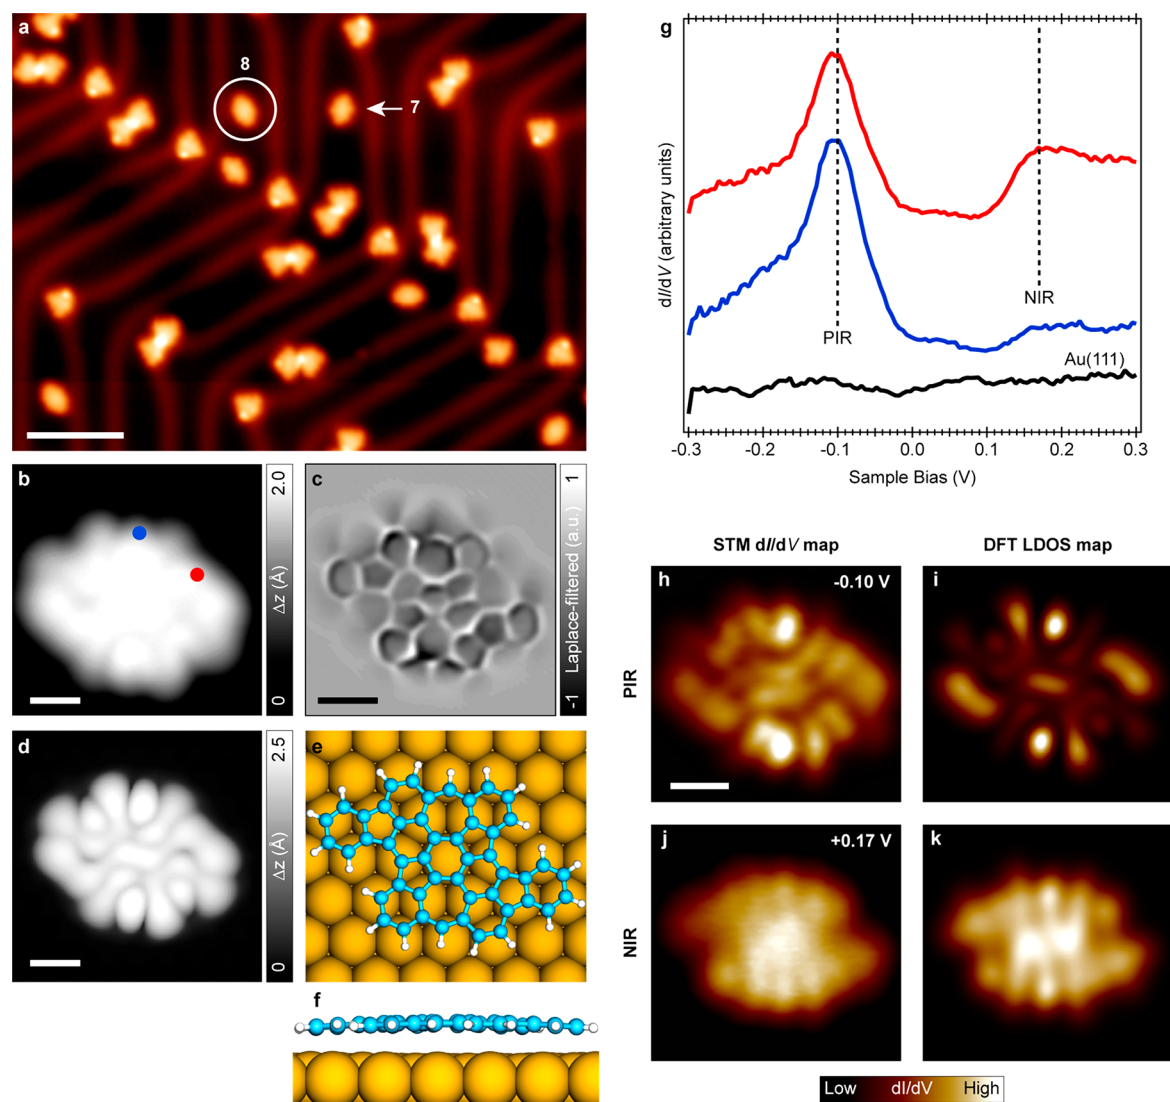 a
8
7
b
2.0
Δz (Å)
0
c
1
Laplace-filtered (a.u.)
-1
d
2.5
Δz (Å)
0
e
f
g
dI/dV (arbitrary units)
PIR
NIR
Au(111)
-0.3 -0.2 -0.1 0.0 0.1 0.2 0.3
Sample Bias (V)
STM dI/dV map DFT LDOS map
PIR
h -0.10 V i
NIR
j +0.17 V k
Low dI/dV High